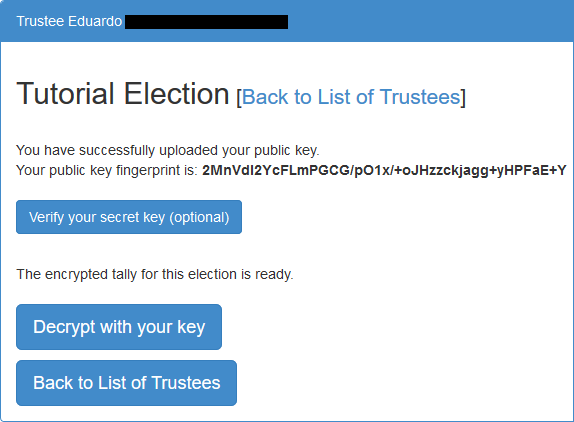 Trustee Eduardo
Tutorial Election [Back to List of Trustees]
You have successfully uploaded your public key.
Your public key fingerprint is: 2MnVdI2YcFLmPGCG/pO1x/+oJHzzckjagg+yHPFaE+Y
Verify your secret key (optional)
The encrypted tally for this election is ready.
Decrypt with your key
Back to List of Trustees